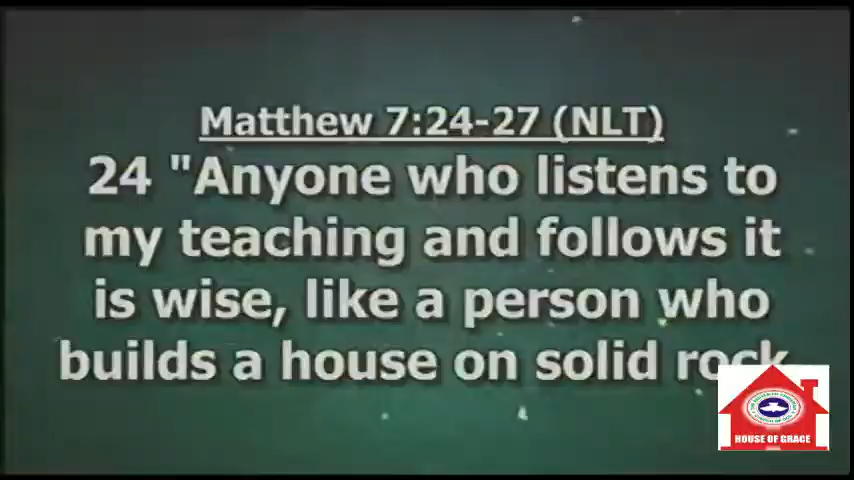 Matthew 7:24-27 (NLT)
24 "Anyone who listens to
my teaching and follows it
is wise, like a person who
builds a house on solid rock
HOUSE OF GRACE